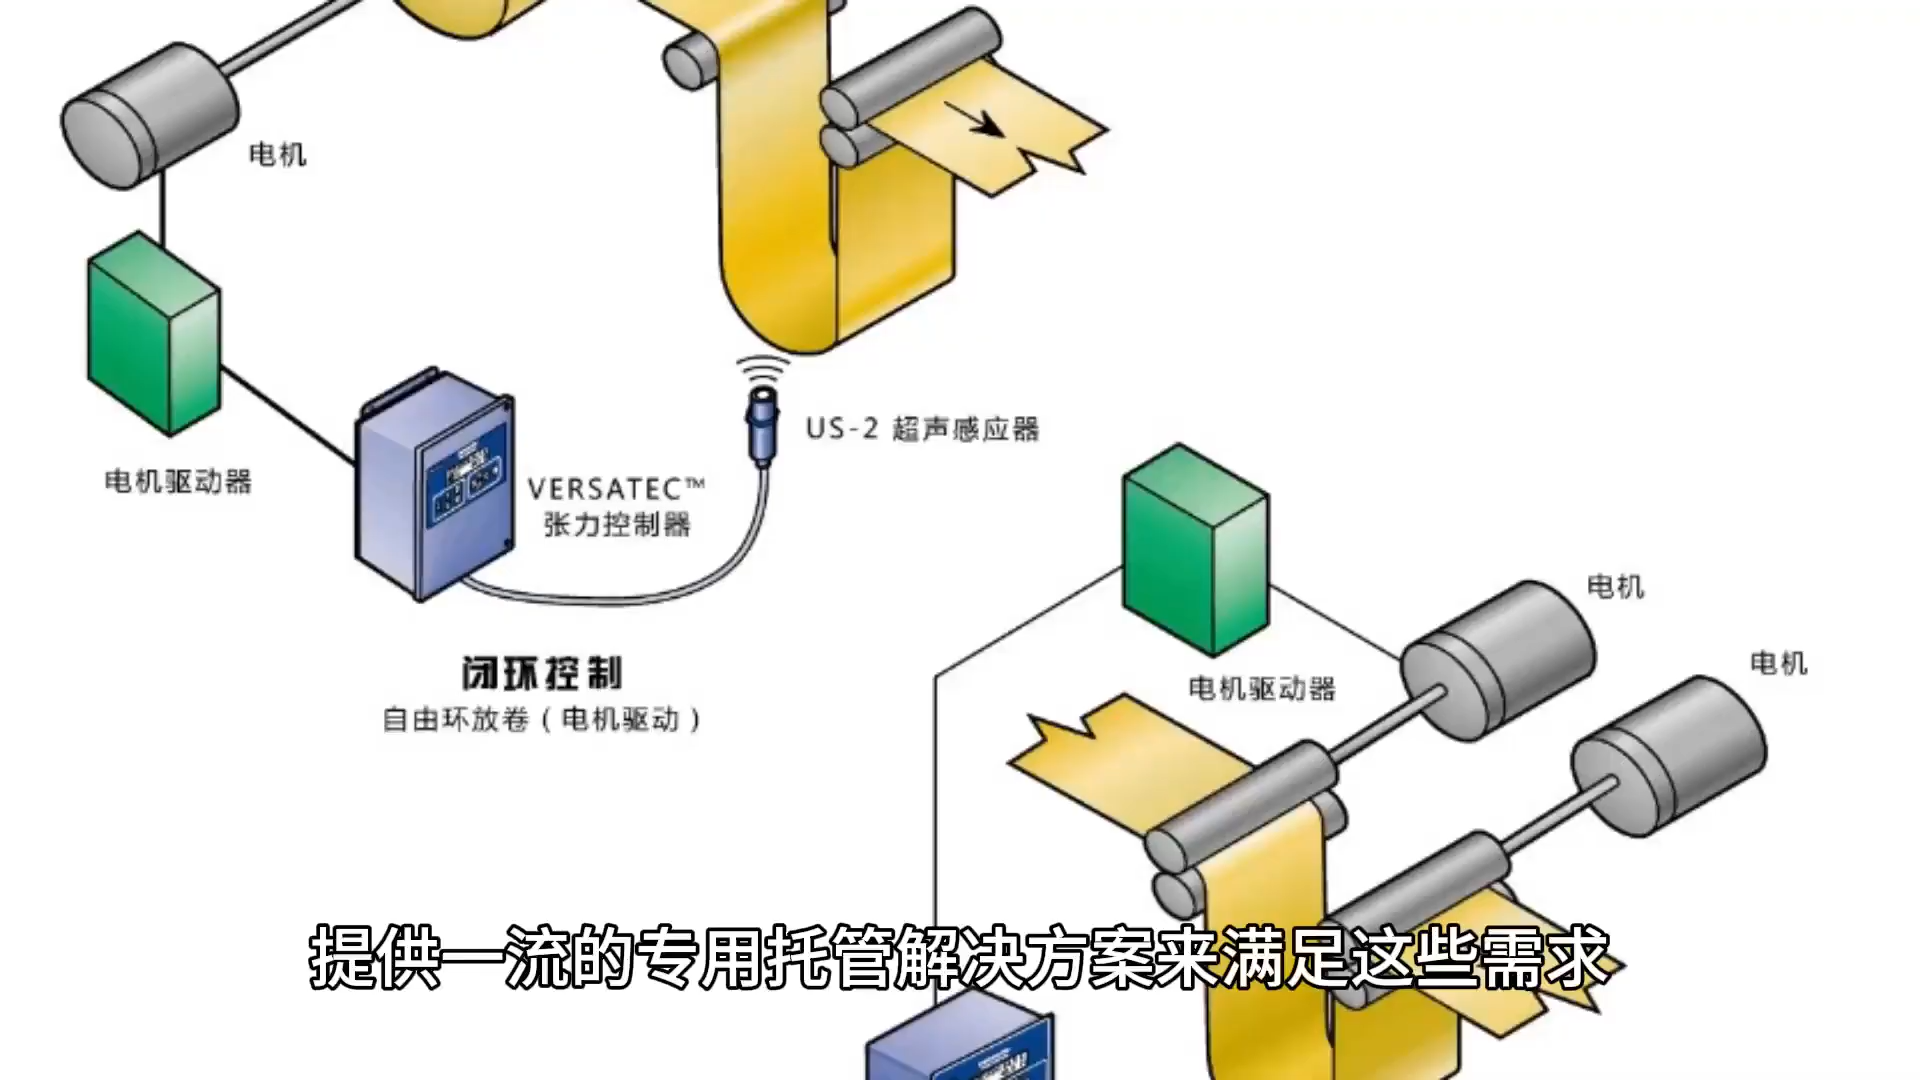 电机
US-2 超声感应器
电机驱动器
VERSATEC™
张力控制器
闭环控制
自由环放卷（电机驱动）
电机
电机
电机驱动器
提供一流的专用托管解决方案来满足这些需求